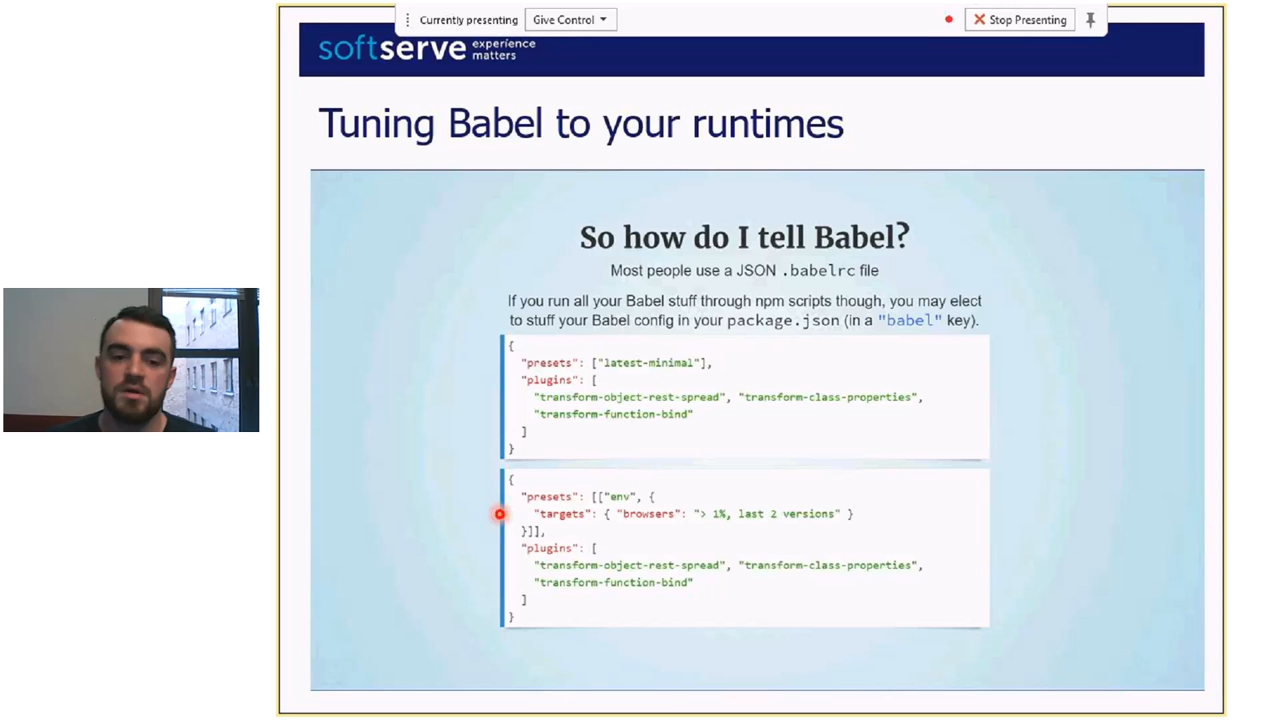 Currently presenting
Give Control
Stop Presenting
softserve experience matters
Tuning Babel to your runtimes
So how do I tell Babel?
Most people use a JSON .babelrc file
If you run all your Babel stuff through npm scripts though, you may elect
to stuff your Babel config in your package.json (in a "babel" key).
{
"presets": ["latest-minimal"],
"plugins": [
"transform-object-rest-spread", "transform-class-properties",
"transform-function-bind"
]
}
{
"presets": [["env", {
"targets": { "browsers": "> 1%, last 2 versions" }
}]],
"plugins": [
"transform-object-rest-spread", "transform-class-properties",
"transform-function-bind"
]
}